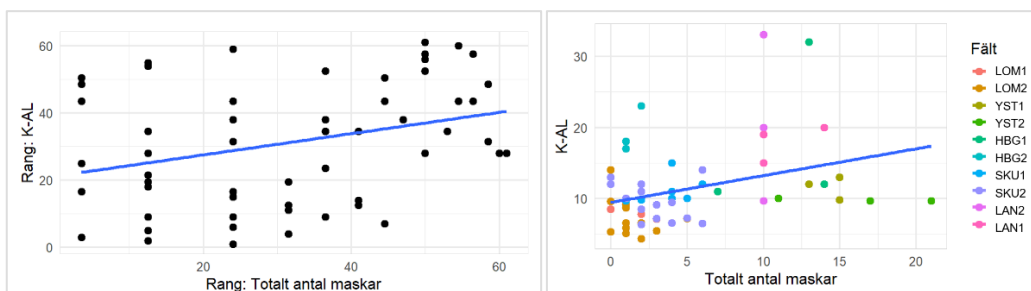 60
40
20
0
20
40
60
Rang: K-AL
Rang: Totalt antal maskar
30
20
10
0
5
10
15
20
K-AL
Totalt antal maskar
Fält
LOM1
LOM2
YST1
YST2
HBG1
HBG2
SKU1
SKU2
LAN2
LAN1